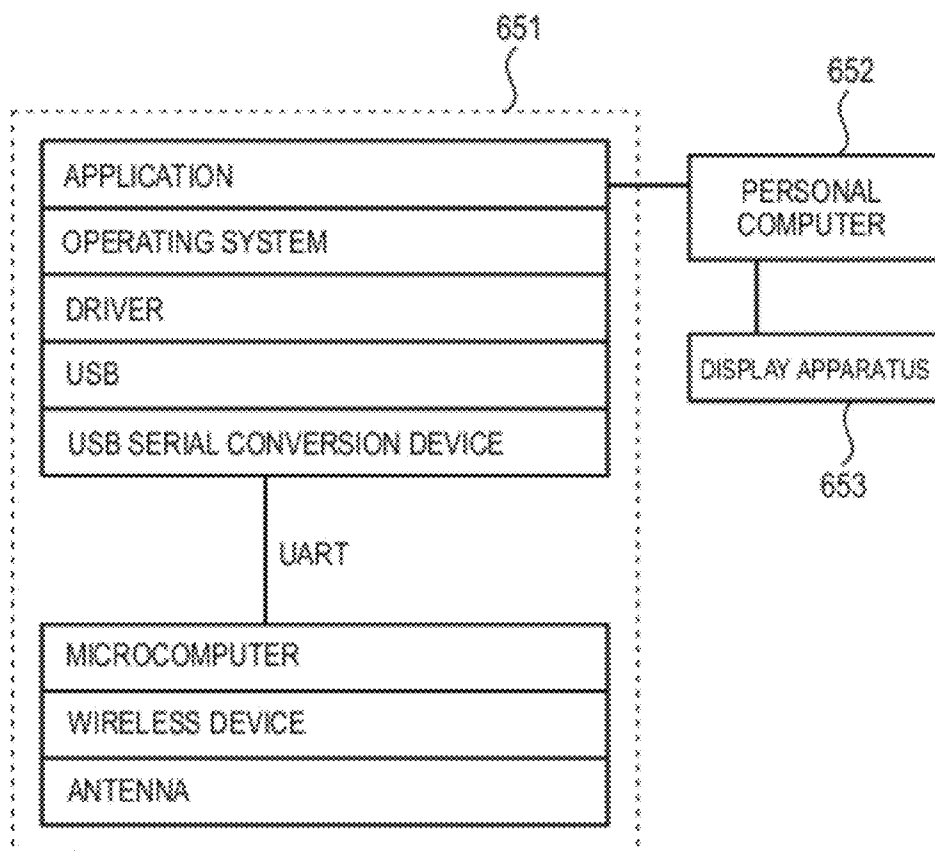 651
652
APPLICATION
PERSONAL
COMPUTER
OPERATING SYSTEM
DRIVER
USB
DISPLAY APPARATUS
USB SERIAL CONVERSION DEVICE
653
UART
MICROCOMPUTER
WIRELESS DEVICE
ANTENNA